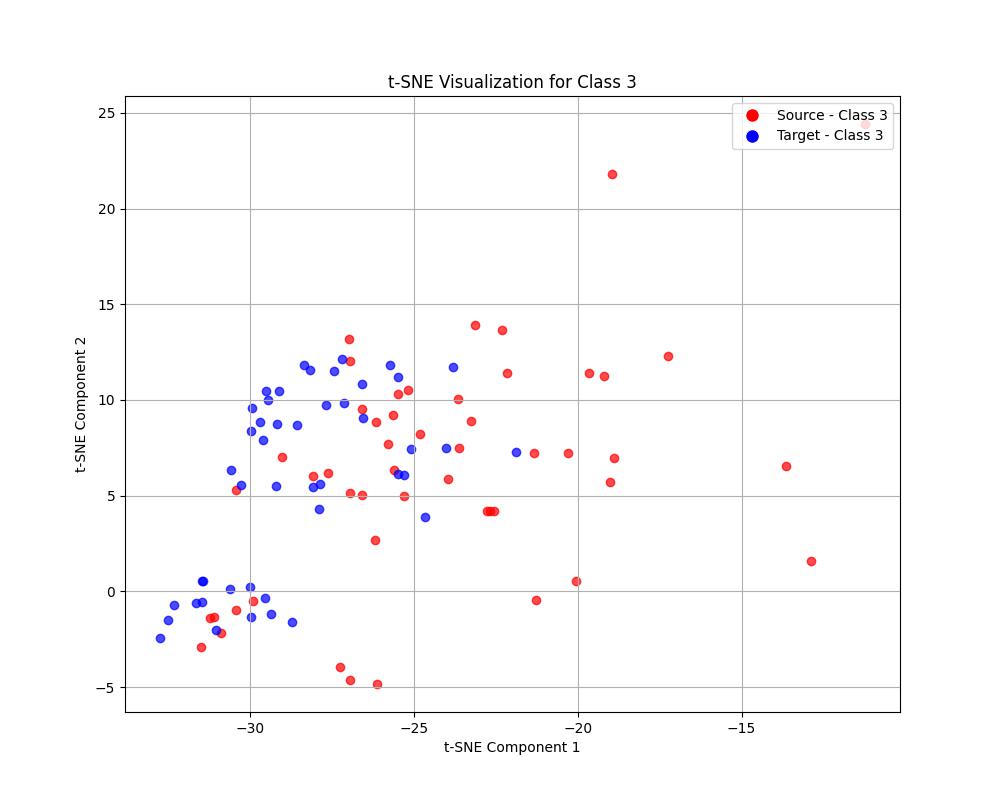 t-SNE Visualization for Class 3
Source - Class 3
Target - Class 3
t-SNE Component 2
25
20
15
10
5
0
−5
−30
−25
−20
−15
t-SNE Component 1